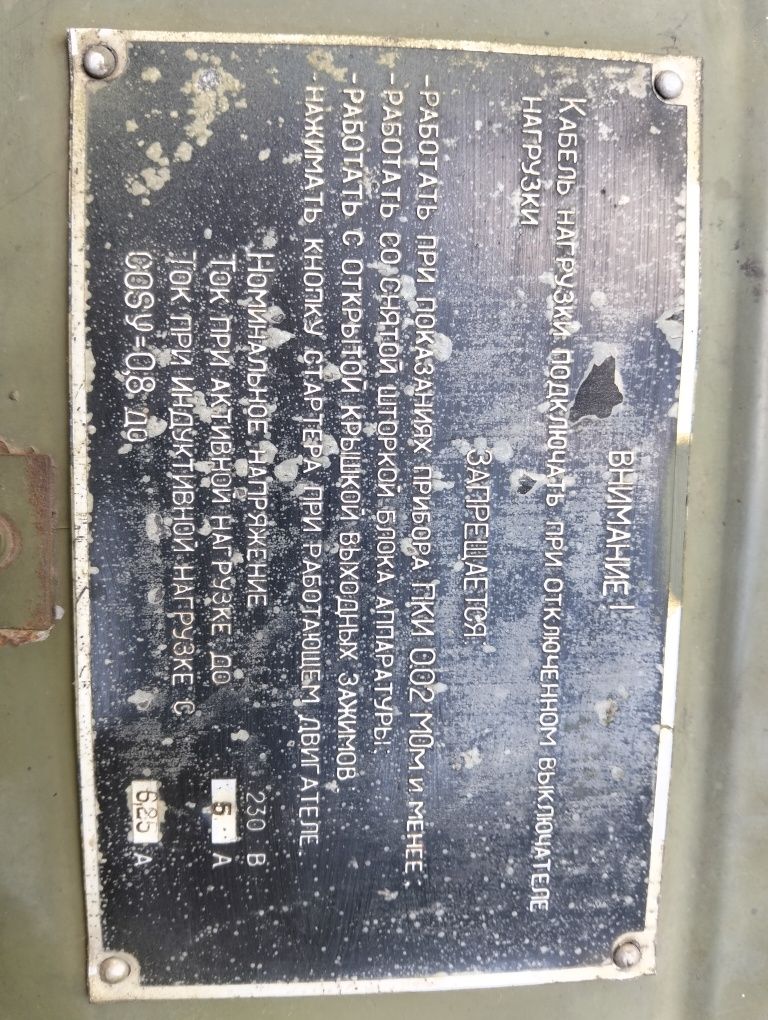 ВНИМАНИЕ!
КАБЕЛЬ НАГРУЗКИ ПОДКЛЮЧАТЬ ПРИ ОТКЛЮЧЕННОМ ВЫКЛЮЧАТЕЛЕ
НАГРУЗКИ.
ЗАПРЕЩАЕТСЯ:
-РАБОТАТЬ ПРИ ПОКАЗАНИЯХ ПРИБОРА ПКИ 0.02 МОм И МЕНЕЕ;
-РАБОТАТЬ СО СНЯТОЙ ШТОРКОЙ БЛОКА АППАРАТУРЫ;
-РАБОТАТЬ С ОТКРЫТОЙ КРЫШКОЙ ВЫХОДНЫХ ЗАЖИМОВ;
-НАЖИМАТЬ КНОПКУ СТАРТЕРА ПРИ РАБОТАЮЩЕМ ДВИГАТЕЛЕ.
НОМИНАЛЬНОЕ НАПРЯЖЕНИЕ 230 В
ТОК ПРИ АКТИВНОЙ НАГРУЗКЕ ДО 5 А
ТОК ПРИ ИНДУКТИВНОЙ НАГРУЗКЕ С
COSУ=0,8 ДО 6,25 А